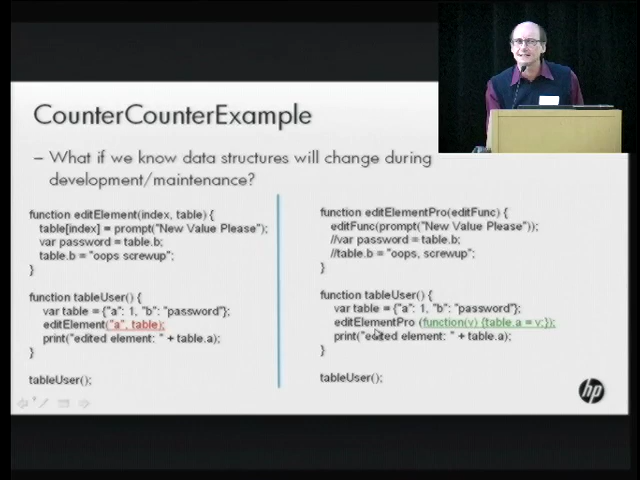 CounterCounterExample
– What if we know data structures will change during
development/maintenance?
function editElement(index, table) {
table[index] = prompt("New Value Please");
var password = table.b;
table.b = "oops screwup";
}
function tableUser() {
var table = {"a": 1, "b": "password"};
editElement("a", table);
print("edited element: " + table.a);
}
tableUser();
function editElementPro(editFunc) {
editFunc(prompt("New Value Please"));
//var password = table.b;
//table.b = "oops, screwup";
}
function tableUser() {
var table = {"a": 1, "b": "password"};
editElementPro (function(v) {table.a = v;});
print("edited element: " + table.a);
}
tableUser();
hp